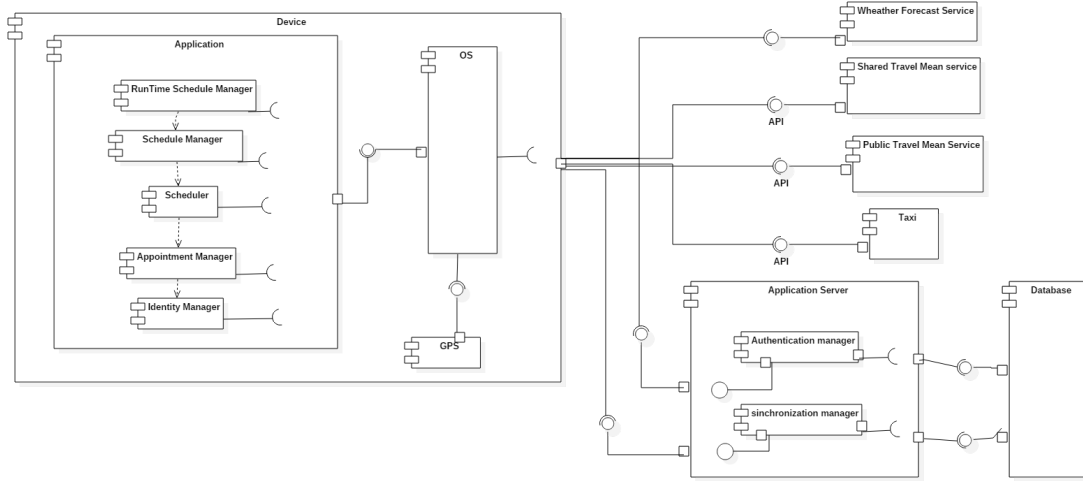 Device
Application
RunTime Schedule Manager
Schedule Manager
Scheduler
Appointment Manager
Identity Manager
OS
GPS
Wheather Forecast Service
Shared Travel Mean service
API
Public Travel Mean Service
API
Taxi
API
Application Server
Authentication manager
sinchronization manager
Database